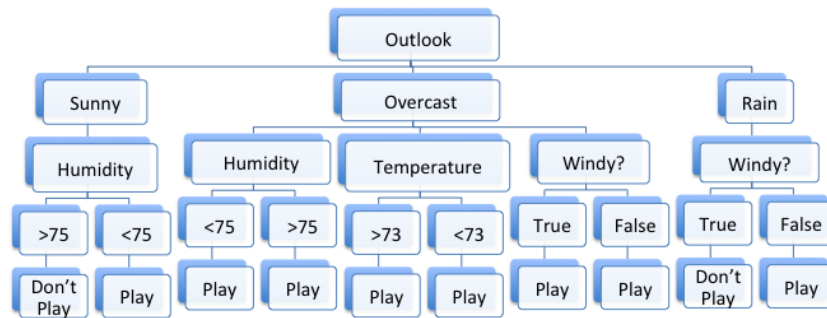 Outlook
Sunny
Overcast
Rain
Humidity
Humidity
Temperature
Windy?
Windy?
>75
<75
<75
>75
>73
<73
True
False
True
False
Don't
Play
Play
Play
Play
Play
Play
Play
Play
Don't
Play
Play